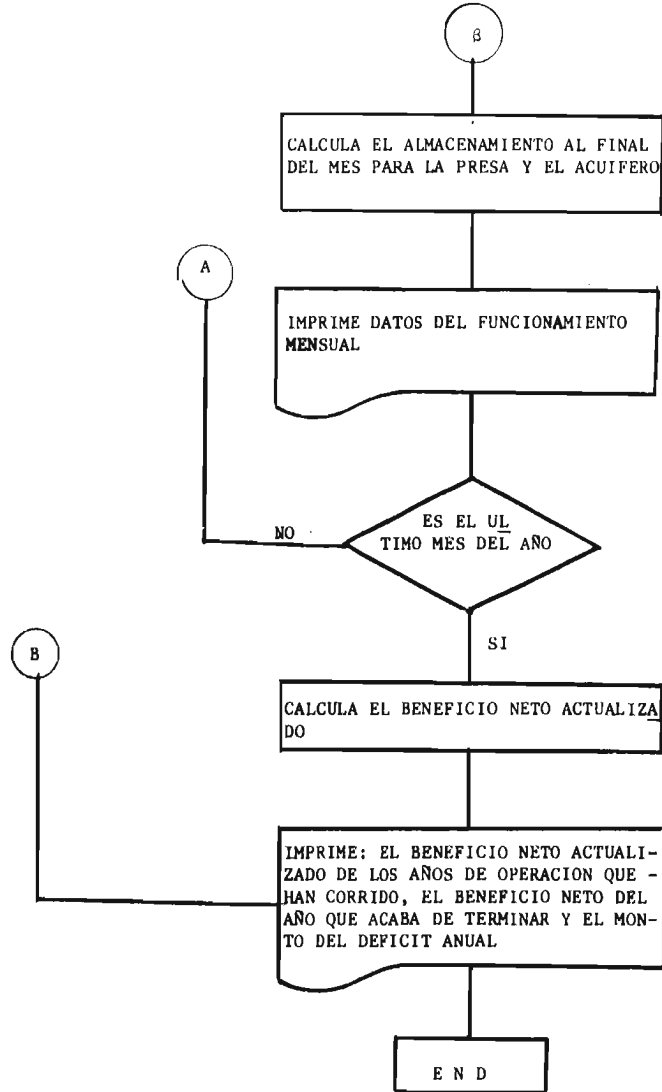 β
CALCULA EL ALMACENAMIENTO AL FINAL
DEL MES PARA LA PRESA Y EL ACUIFERO
A
IMPRIME DATOS DEL FUNCIONAMIENTO
MENSUAL
ES EL UL
TIMO MES DEL AÑO
NO
SI
B
CALCULA EL BENEFICIO NETO ACTUALIZA
DO
IMPRIME: EL BENEFICIO NETO ACTUALI-
ZADO DE LOS AÑOS DE OPERACION QUE -
HAN CORRIDO, EL BENEFICIO NETO DEL
AÑO QUE ACABA DE TERMINAR Y EL MON-
TO DEL DEFICIT ANUAL
E N D